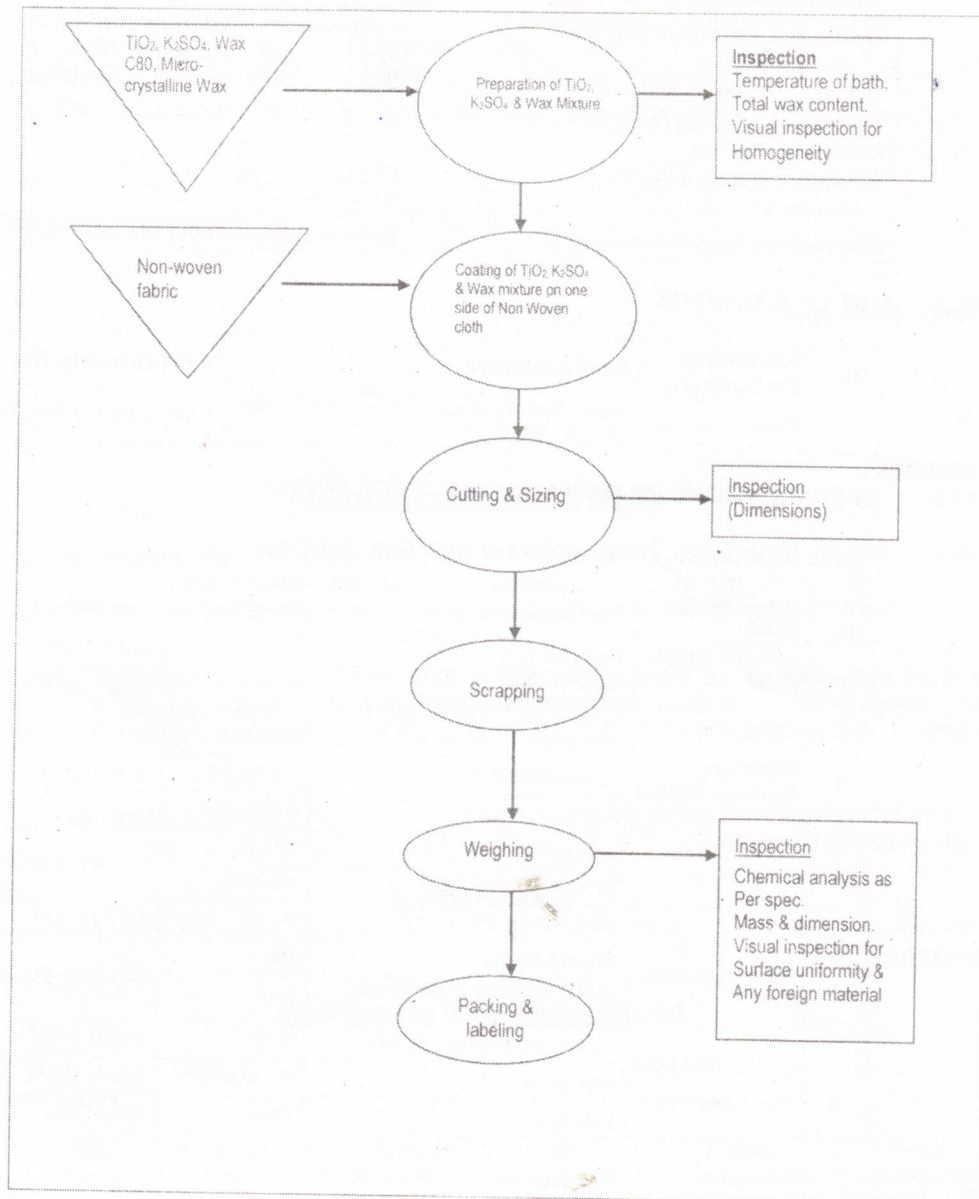 TiO₂, K₂SO₄, Wax
C80, Micro-
crystalline Wax
Preparation of TiO₂,
K₂SO₄ & Wax Mixture
Inspection
Temperature of bath.
Total wax content.
Visual inspection for
Homogeneity
Non-woven
fabric
Coating of TiO₂, K₂SO₄
& Wax mixture on one
side of Non Woven
cloth
Cutting & Sizing
Inspection
(Dimensions)
Scrapping
Weighing
Inspection
Chemical analysis as
Per spec.
Mass & dimension.
Visual inspection for
Surface uniformity &
Any foreign material
Packing &
labeling